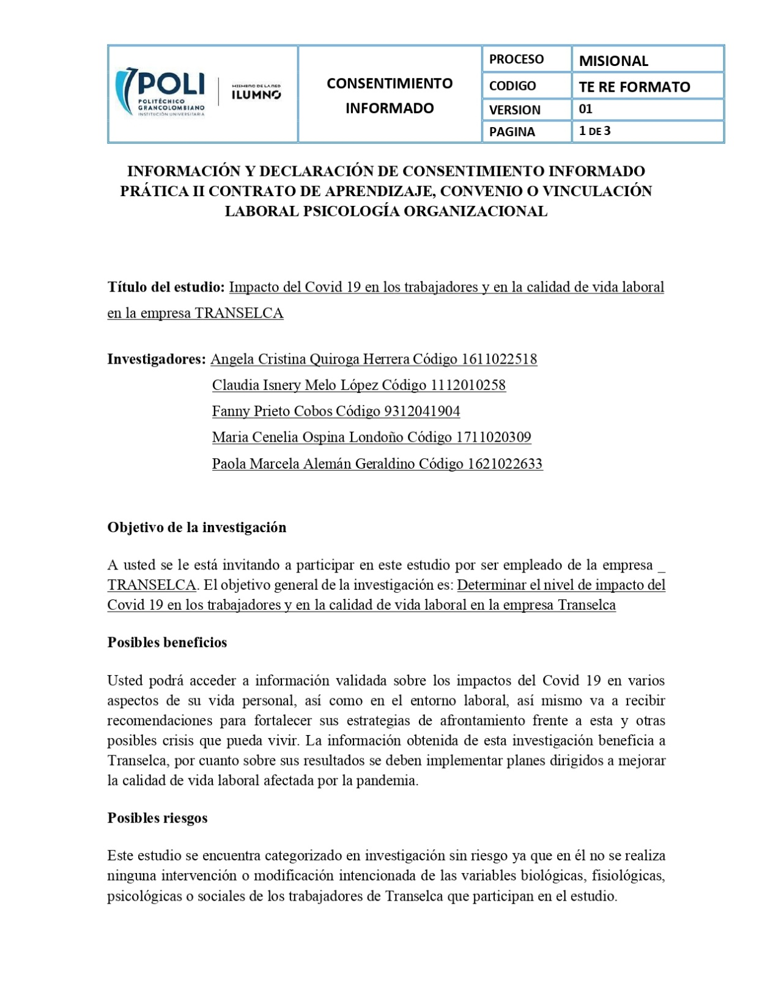 POLI
POLITÉCNICO
GRANCOLOMBIANO
INSTITUCIÓN UNIVERSITARIA
MIEMBRO DE LA RED
ILUMNO
CONSENTIMIENTO
INFORMADO
PROCESO MISIONAL
CODIGO TE RE FORMATO
VERSION 01
PAGINA 1 DE 3
INFORMACIÓN Y DECLARACIÓN DE CONSENTIMIENTO INFORMADO
PRÁTICA II CONTRATO DE APRENDIZAJE, CONVENIO O VINCULACIÓN
LABORAL PSICOLOGÍA ORGANIZACIONAL
Título del estudio: Impacto del Covid 19 en los trabajadores y en la calidad de vida laboral
en la empresa TRANSELCA
Investigadores: Angela Cristina Quiroga Herrera Código 1611022518
Claudia Isnery Melo López Código 1112010258
Fanny Prieto Cobos Código 9312041904
Maria Cenelia Ospina Londoño Código 1711020309
Paola Marcela Alemán Geraldino Código 1621022633
Objetivo de la investigación
A usted se le está invitando a participar en este estudio por ser empleado de la empresa _
TRANSELCA. El objetivo general de la investigación es: Determinar el nivel de impacto del
Covid 19 en los trabajadores y en la calidad de vida laboral en la empresa Transelca
Posibles beneficios
Usted podrá acceder a información validada sobre los impactos del Covid 19 en varios
aspectos de su vida personal, así como en el entorno laboral, así mismo va a recibir
recomendaciones para fortalecer sus estrategias de afrontamiento frente a esta y otras
posibles crisis que pueda vivir. La información obtenida de esta investigación beneficia a
Transelca, por cuanto sobre sus resultados se deben implementar planes dirigidos a mejorar
la calidad de vida laboral afectada por la pandemia.
Posibles riesgos
Este estudio se encuentra categorizado en investigación sin riesgo ya que en él no se realiza
ninguna intervención o modificación intencionada de las variables biológicas, fisiológicas,
psicológicas o sociales de los trabajadores de Transelca que participan en el estudio.